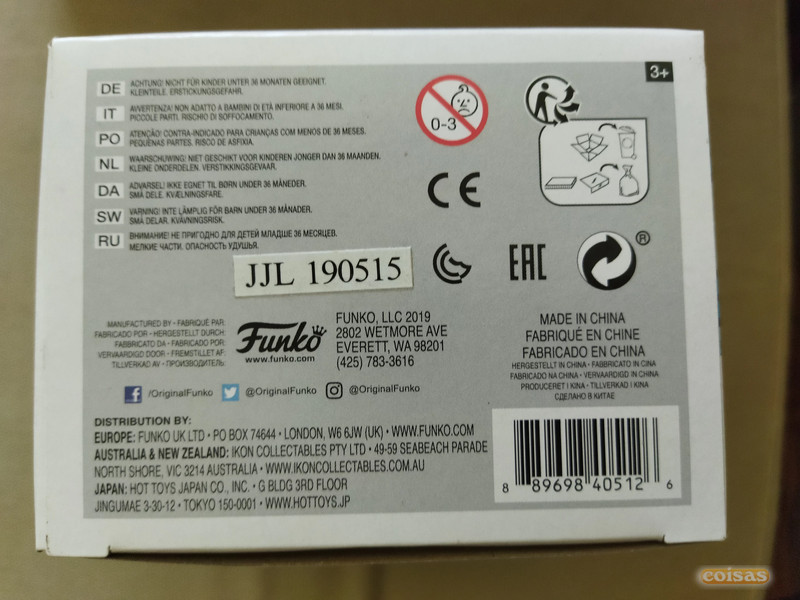 DE ACHTUNG! NICHT FÜR KINDER UNTER 36 MONATEN GEEIGNET.
KLEINTEILE. ERSTICKUNGSGEFAHR.
IT AVVERTENZA! NON ADATTO A BAMBINI DI ETÀ INFERIORE A 36 MESI.
PICCOLE PARTI. RISCHIO DI SOFFOCAMENTO.
PO ATENÇÃO! CONTRA-INDICADO PARA CRIANÇAS COM MENOS DE 36 MESES.
PEQUENAS PARTES. RISCO DE ASFIXIA.
NL WAARSCHUWING! NIET GESCHIKT VOOR KINDEREN JONGER DAN 36 MAANDEN.
KLEINE ONDERDELEN. VERSTIKKINGSGEVAAR.
DA ADVARSEL! IKKE EGNET TIL BØRN UNDER 36 MÅNEDER.
SMÅ DELE. KVÆLNINGSFARE.
SW VARNING! INTE LÄMPLIG FÖR BARN UNDER 36 MÅNADER.
SMÅ DELAR. KVÄVNINGSRISK.
RU ВНИМАНИЕ! НЕ ПРИГОДНО ДЛЯ ДЕТЕЙ МЛАДШЕ 36 МЕСЯЦЕВ.
МЕЛКИЕ ЧАСТИ. ОПАСНОСТЬ УДУШЬЯ.
0-3
3+
CE
JJL 190515
EAC
®
MANUFACTURED BY • FABRIQUÉ PAR:
FABRICADO POR • HERGESTELLT DURCH:
FABBRICATO DA • FABRICADO POR:
VERVAARDIGD DOOR • FREMSTILLET AF:
TILLVERKAD AV • ПРОИЗВОДИТЕЛЬ:
Funko
www.funko.com
FUNKO, LLC 2019
2802 WETMORE AVE
EVERETT, WA 98201
(425) 783-3616
MADE IN CHINA
FABRIQUÉ EN CHINE
FABRICADO EN CHINA
HERGESTELLT IN CHINA • FABBRICATO IN CINA
FABRICADO NA CHINA • VERVAARDIGD IN CHINA
PRODUCERET I KINA • TILLVERKAD I KINA
СДЕЛАНО В КИТАЕ
f /OriginalFunko @OriginalFunko @OriginalFunko
DISTRIBUTION BY:
EUROPE: FUNKO UK LTD • PO BOX 74644 • LONDON, W6 6JW (UK) • WWW.FUNKO.COM
AUSTRALIA & NEW ZEALAND: IKON COLLECTABLES PTY LTD • 49-59 SEABEACH PARADE
NORTH SHORE, VIC 3214 AUSTRALIA • WWW.IKONCOLLECTABLES.COM.AU
JAPAN: HOT TOYS JAPAN CO., INC. • G BLDG 3RD FLOOR
JINGUMAE 3-30-12 • TOKYO 150-0001 • WWW.HOTTOYS.JP
8 89698 40512 6
coisas